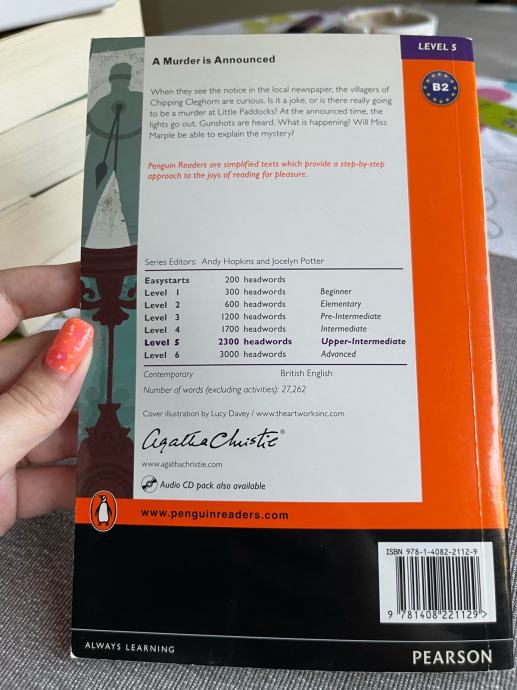 LEVEL 5
B2
A Murder is Announced
When they see the notice in the local newspaper, the villagers of
Chipping Cleghorn are curious. Is it a joke, or is there really going
to be a murder at Little Paddocks? At the announced time, the
lights go out. Gunshots are heard. What is happening? Will Miss
Marple be able to explain the mystery?
Penguin Readers are simplified texts which provide a step-by-step
approach to the joys of reading for pleasure.
Series Editors: Andy Hopkins and Jocelyn Potter
Easystarts 200 headwords
Level 1 300 headwords Beginner
Level 2 600 headwords Elementary
Level 3 1200 headwords Pre-Intermediate
Level 4 1700 headwords Intermediate
Level 5 2300 headwords Upper-Intermediate
Level 6 3000 headwords Advanced
Contemporary British English
Number of words (excluding activities): 27,262
Cover illustration by Lucy Davey / www.theartworksinc.com
Agatha Christie®
www.agathachristie.com
Audio CD pack also available
www.penguinreaders.com
ISBN 978-1-4082-2112-9
9 781408 221129 >
ALWAYS LEARNING
PEARSON